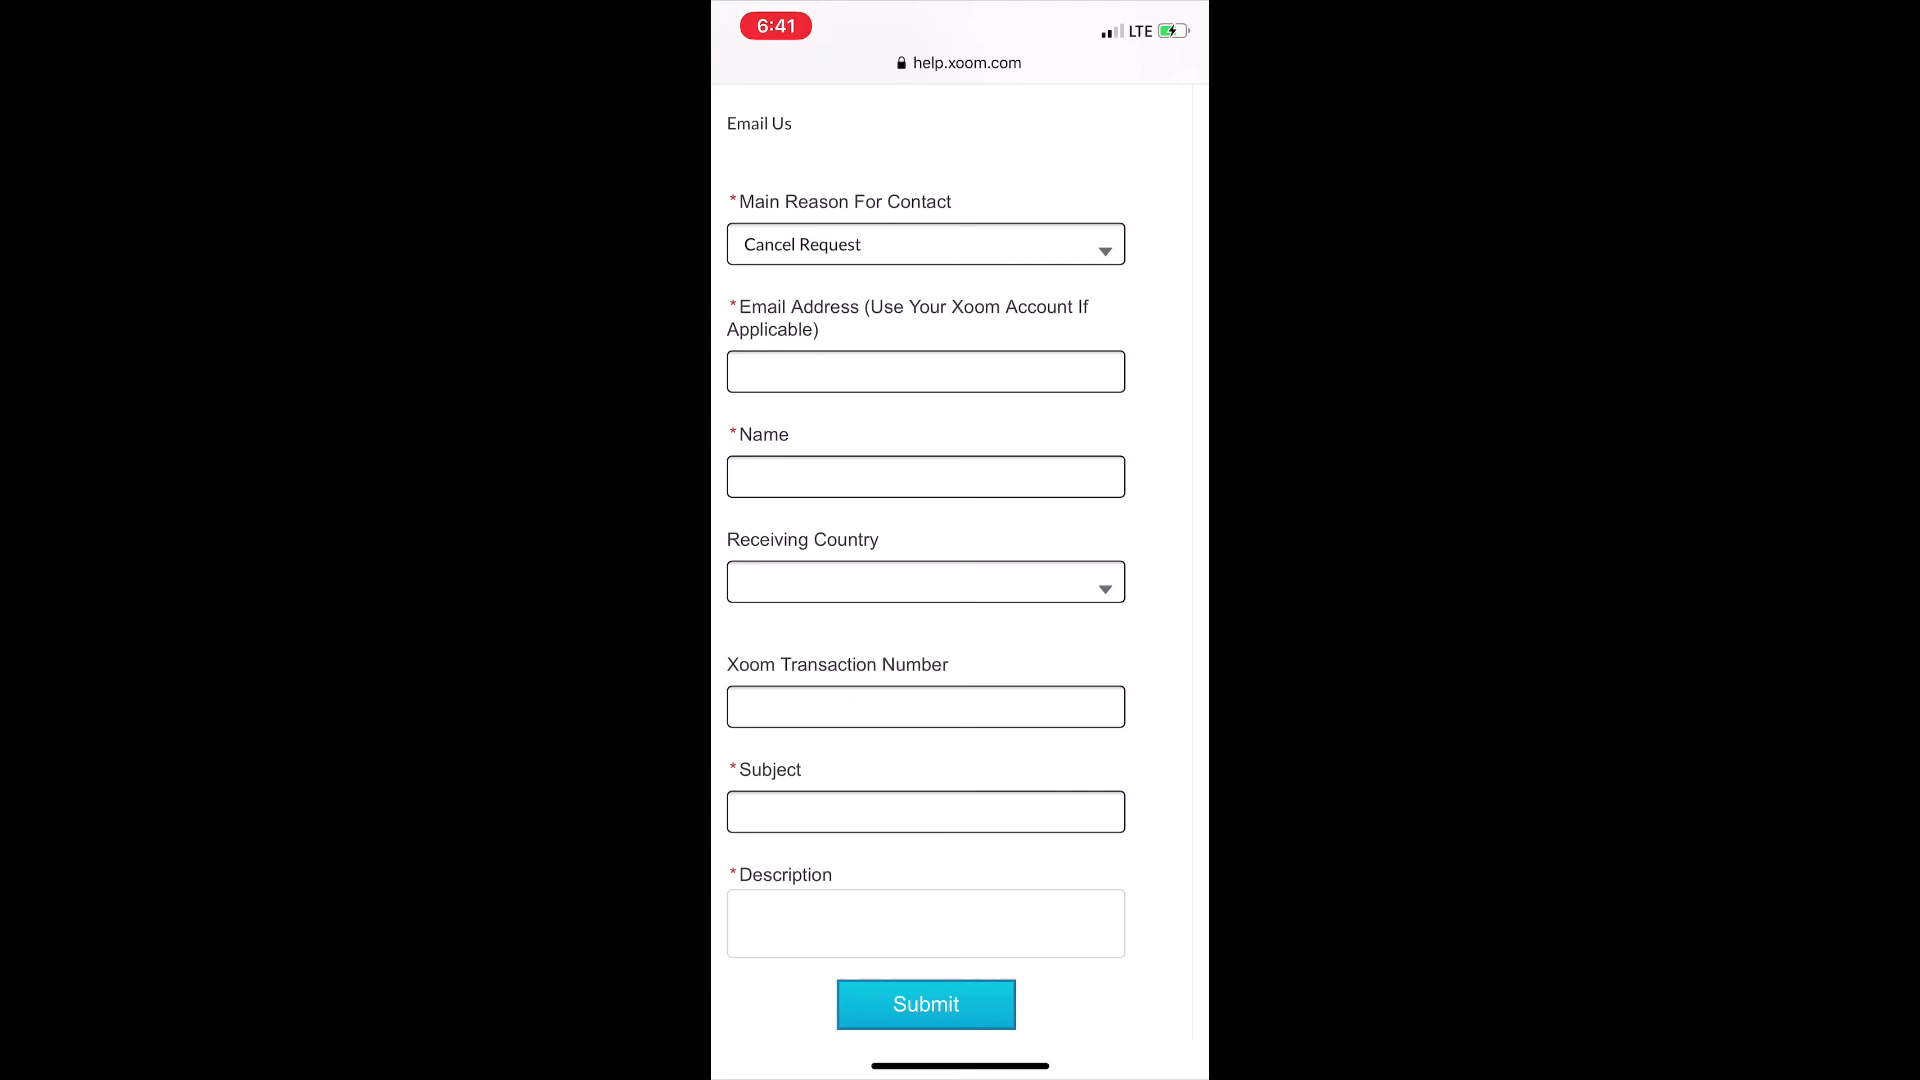 6:41
LTE
help.xoom.com
Email Us
*Main Reason For Contact
Cancel Request
*Email Address (Use Your Xoom Account If
Applicable)
*Name
Receiving Country
Xoom Transaction Number
*Subject
*Description
Submit